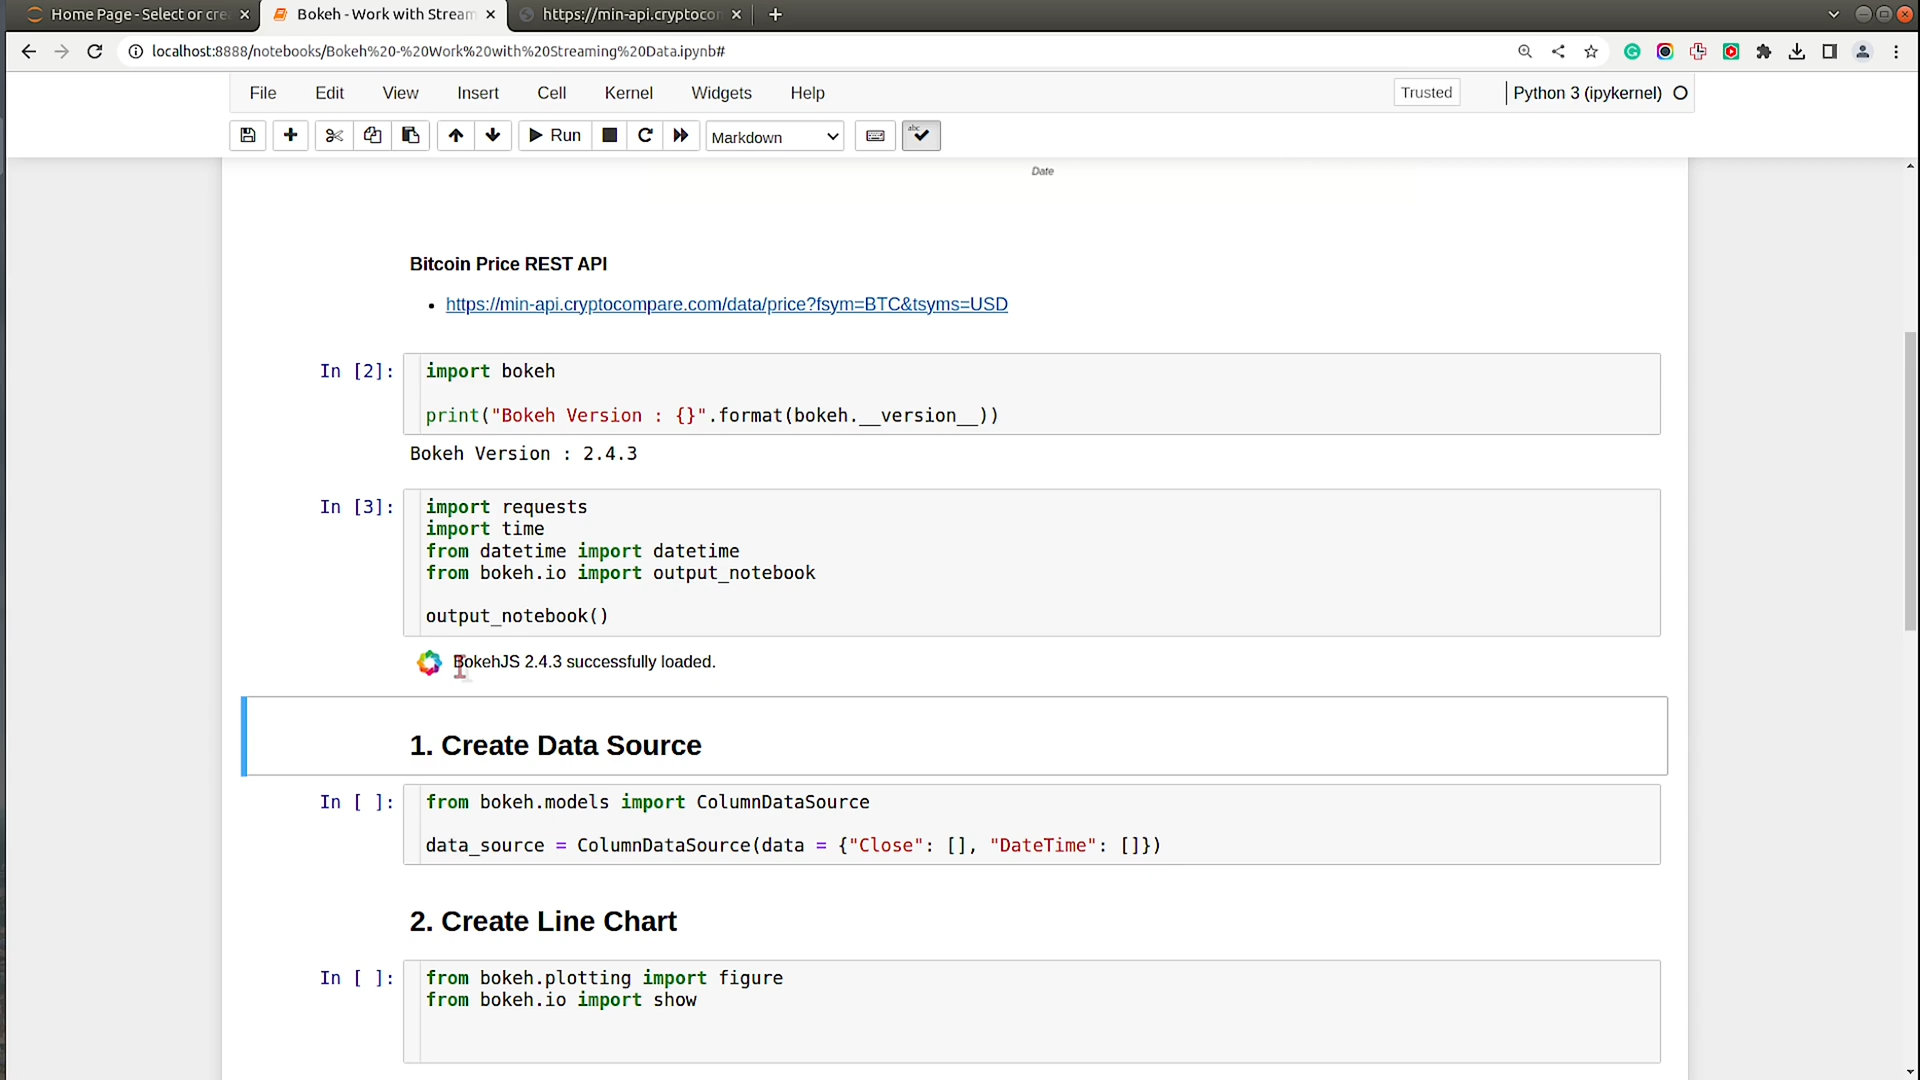 Home Page - Select or cre
Bokeh - Work with Stream
https://min-api.cryptocon
localhost:8888/notebooks/Bokeh%20-%20Work%20with%20Streaming%20Data.ipynb#
File Edit View Insert Cell Kernel Widgets Help
Trusted
Python 3 (ipykernel)
Run
Markdown
abc
Date
Bitcoin Price REST API
• https://min-api.cryptocompare.com/data/price?fsym=BTC&tsyms=USD
In [2]:
import bokeh
print("Bokeh Version : {}".format(bokeh.__version__))
Bokeh Version : 2.4.3
In [3]:
import requests
import time
from datetime import datetime
from bokeh.io import output_notebook
output_notebook()
BokehJS 2.4.3 successfully loaded.
1. Create Data Source
In [ ]:
from bokeh.models import ColumnDataSource
data_source = ColumnDataSource(data = {"Close": [], "DateTime": []})
2. Create Line Chart
In [ ]:
from bokeh.plotting import figure
from bokeh.io import show